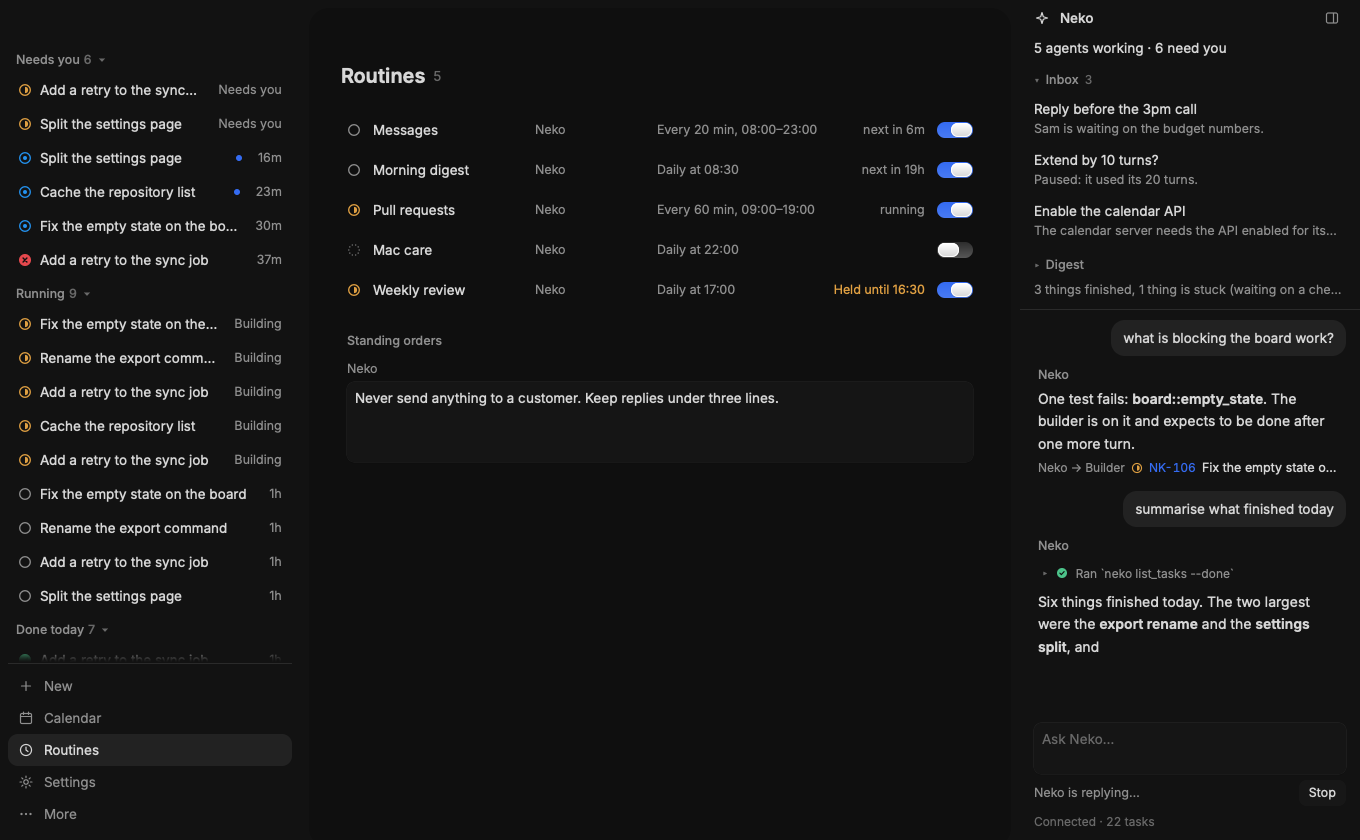 Needs you 6
Add a retry to the sync... Needs you
Split the settings page Needs you
Split the settings page 16m
Cache the repository list 23m
Fix the empty state on the bo... 30m
Add a retry to the sync job 37m
Running 9
Fix the empty state on the... Building
Rename the export comm... Building
Add a retry to the sync job Building
Cache the repository list Building
Add a retry to the sync job Building
Fix the empty state on the board 1h
Rename the export command 1h
Add a retry to the sync job 1h
Split the settings page 1h
Done today 7
Add a retry to the sync job 1h
New
Calendar
Routines
Settings
More
Routines 5
Messages Neko Every 20 min, 08:00–23:00 next in 6m
Morning digest Neko Daily at 08:30 next in 19h
Pull requests Neko Every 60 min, 09:00–19:00 running
Mac care Neko Daily at 22:00
Weekly review Neko Daily at 17:00 Held until 16:30
Standing orders
Neko
Never send anything to a customer. Keep replies under three lines.
Neko
5 agents working · 6 need you
Inbox 3
Reply before the 3pm call
Sam is waiting on the budget numbers.
Extend by 10 turns?
Paused: it used its 20 turns.
Enable the calendar API
The calendar server needs the API enabled for its...
Digest
3 things finished, 1 thing is stuck (waiting on a che...
what is blocking the board work?
Neko
One test fails: board::empty_state. The
builder is on it and expects to be done after
one more turn.
Neko → Builder NK-106 Fix the empty state o...
summarise what finished today
Neko
Ran `neko list_tasks --done`
Six things finished today. The two largest
were the export rename and the settings
split, and
Ask Neko...
Neko is replying... Stop
Connected · 22 tasks